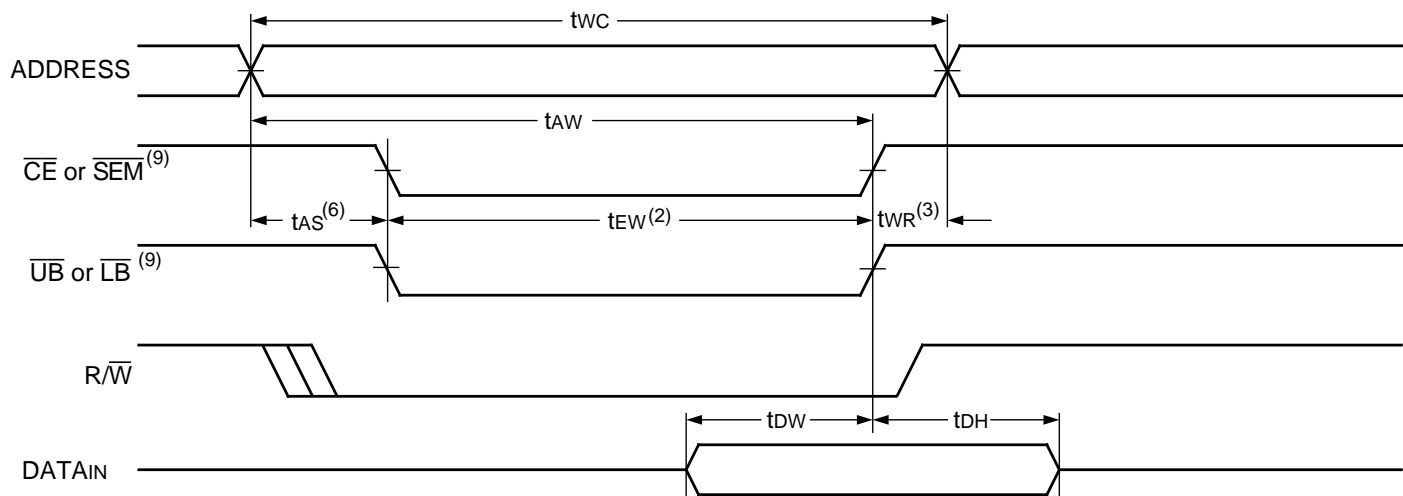 tWC
ADDRESS
tAW
CE or SEM(9)
tAS(6)
tEW(2)
tWR(3)
UB or LB (9)
R/W
tDW
tDH
DATAIN